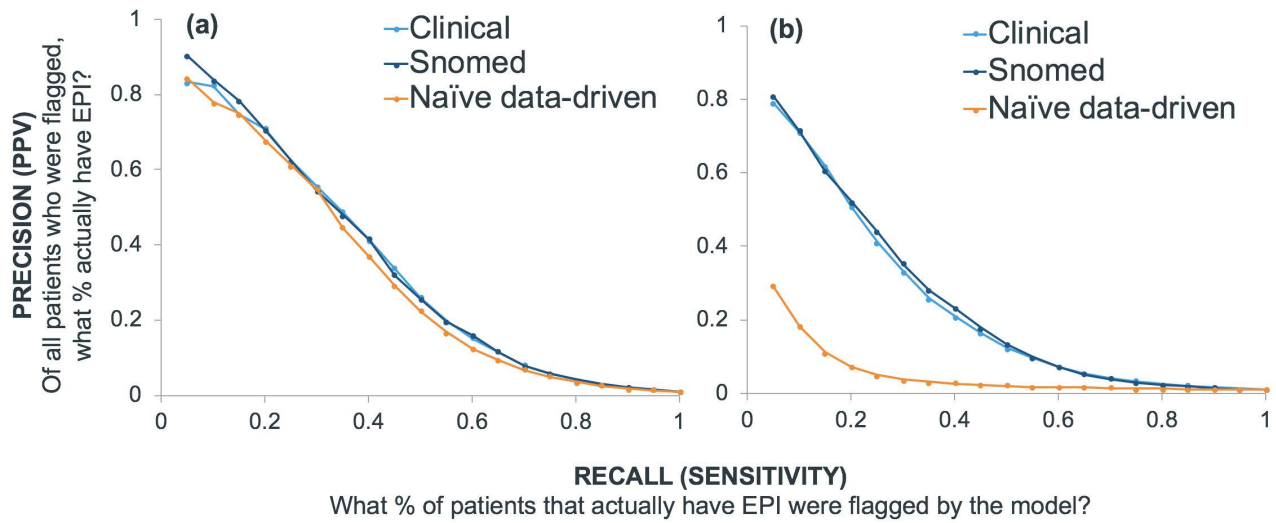 PRECISION (PPV)
Of all patients who were flagged,
what % actually have EPI?
(a)
Clinical
Snomed
Naïve data-driven
1
0.8
0.6
0.4
0.2
0
0 0.2 0.4 0.6 0.8 1
(b)
Clinical
Snomed
Naïve data-driven
1
0.8
0.6
0.4
0.2
0
0 0.2 0.4 0.6 0.8 1
RECALL (SENSITIVITY)
What % of patients that actually have EPI were flagged by the model?